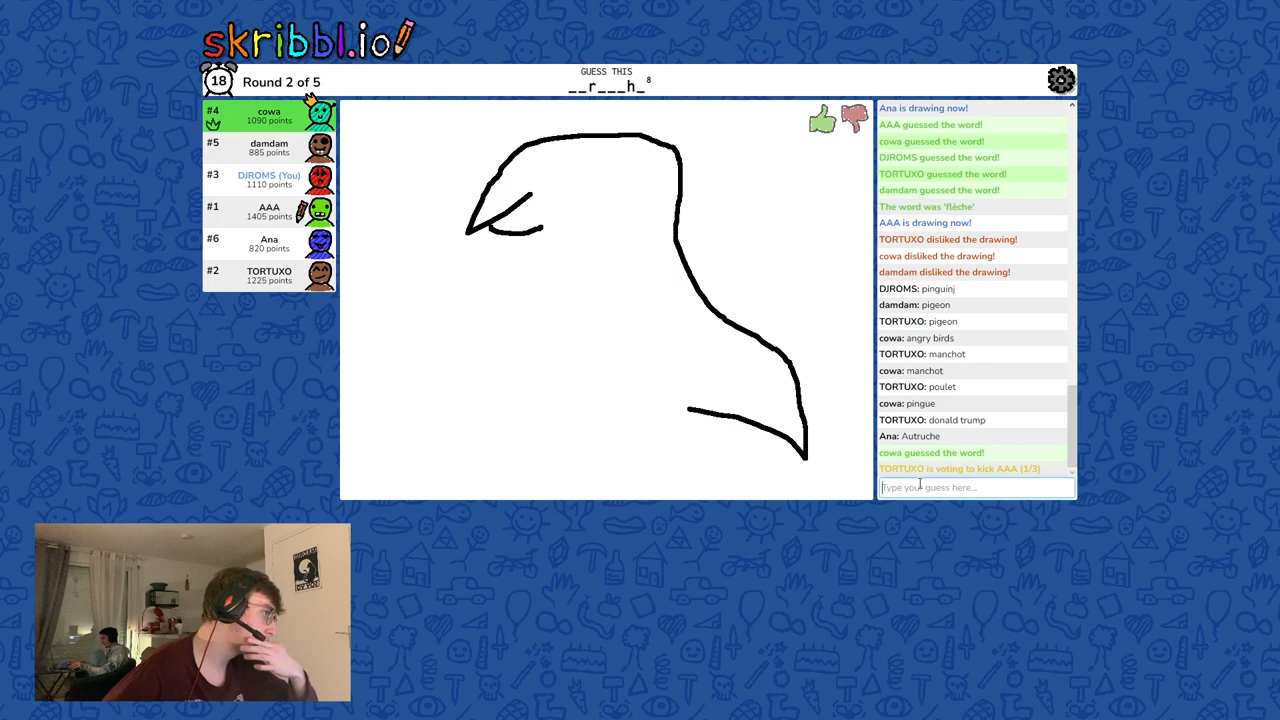 skribbl.io
18
Round 2 of 5
GUESS THIS
__r___h_ 8
#4
cowa
1090 points
#5
damdam
885 points
#3
DJROMS (You)
1110 points
#1
AAA
1405 points
#6
Ana
820 points
#2
TORTUXO
1225 points
Ana is drawing now!
AAA guessed the word!
cowa guessed the word!
DJROMS guessed the word!
TORTUXO guessed the word!
damdam guessed the word!
The word was 'flèche'
AAA is drawing now!
TORTUXO disliked the drawing!
cowa disliked the drawing!
damdam disliked the drawing!
DJROMS: pinguinj
damdam: pigeon
TORTUXO: pigeon
cowa: angry birds
TORTUXO: manchot
cowa: manchot
TORTUXO: poulet
cowa: pingue
TORTUXO: donald trump
Ana: Autruche
cowa guessed the word!
TORTUXO is voting to kick AAA (1/3)
Type your guess here...